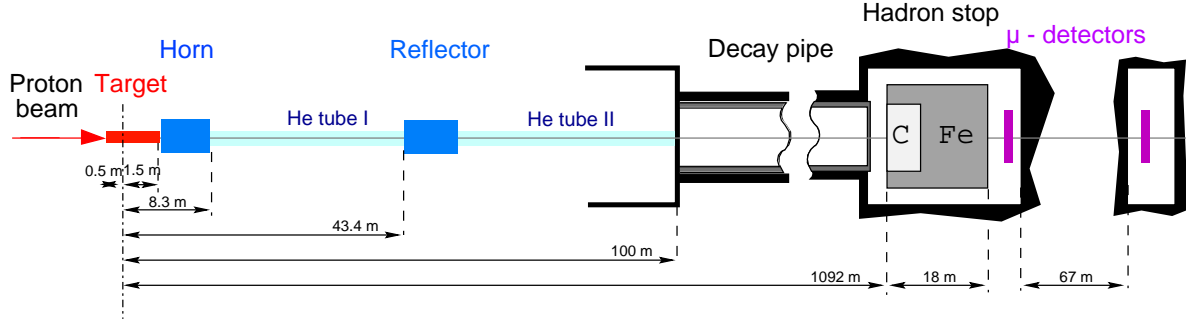 Hadron stop
Horn
Reflector
Decay pipe
μ - detectors
Proton
beam
Target
He tube I
He tube II
C
Fe
0.5 m
1.5 m
8.3 m
43.4 m
100 m
1092 m
18 m
67 m